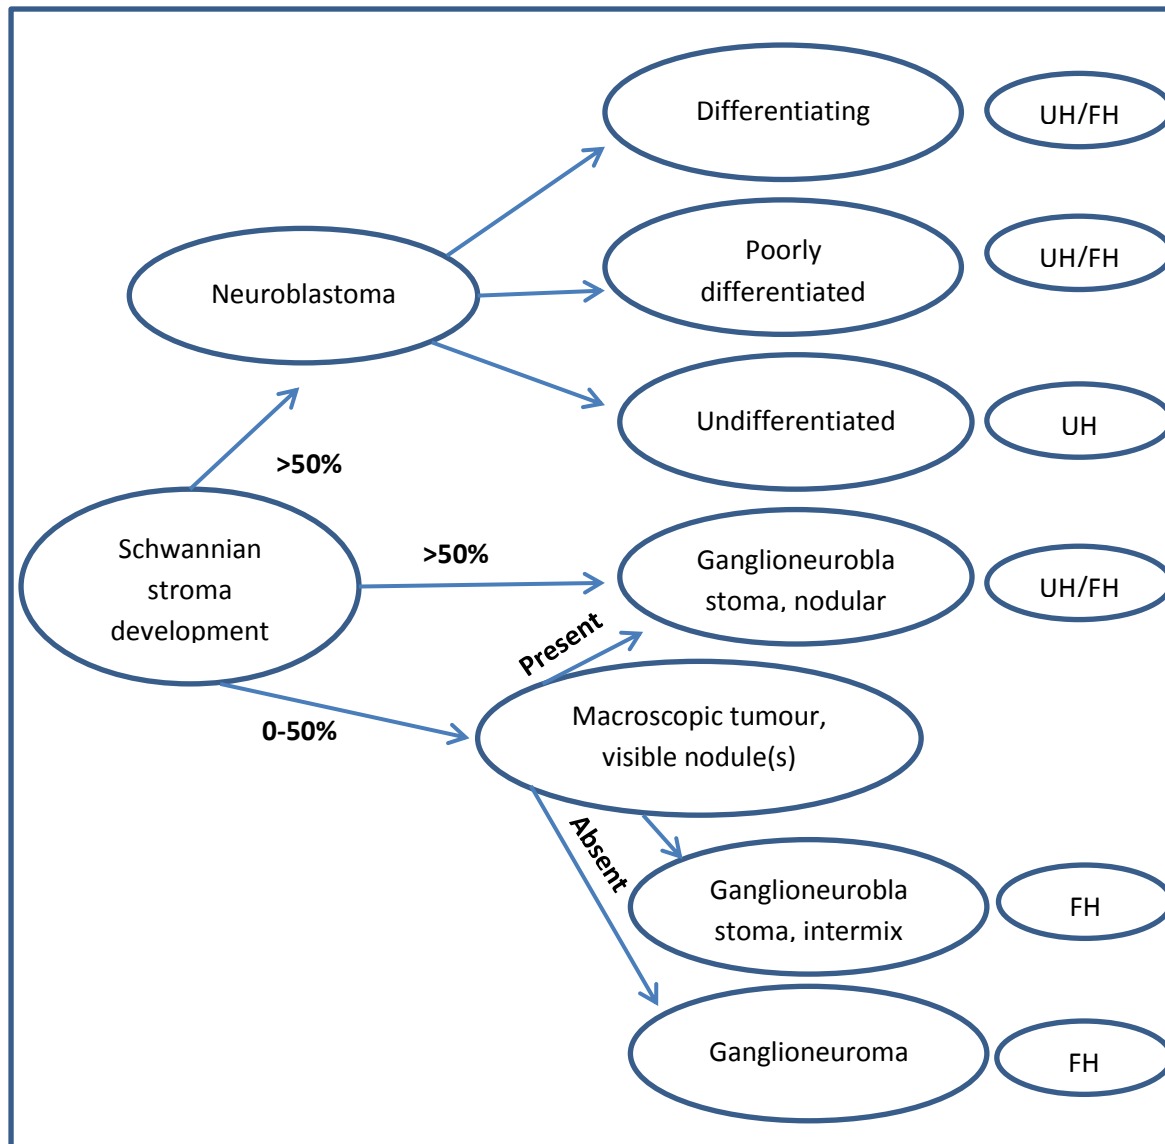 Differentiating
UH/FH
Poorly
differentiated
UH/FH
Neuroblastoma
Undifferentiated
UH
>50%
Schwannian
stroma
development
>50%
Ganglioneurobla
stoma, nodular
UH/FH
Present
0-50%
Macroscopic tumour,
visible nodule(s)
Absent
Ganglioneurobla
stoma, intermix
FH
Ganglioneuroma
FH